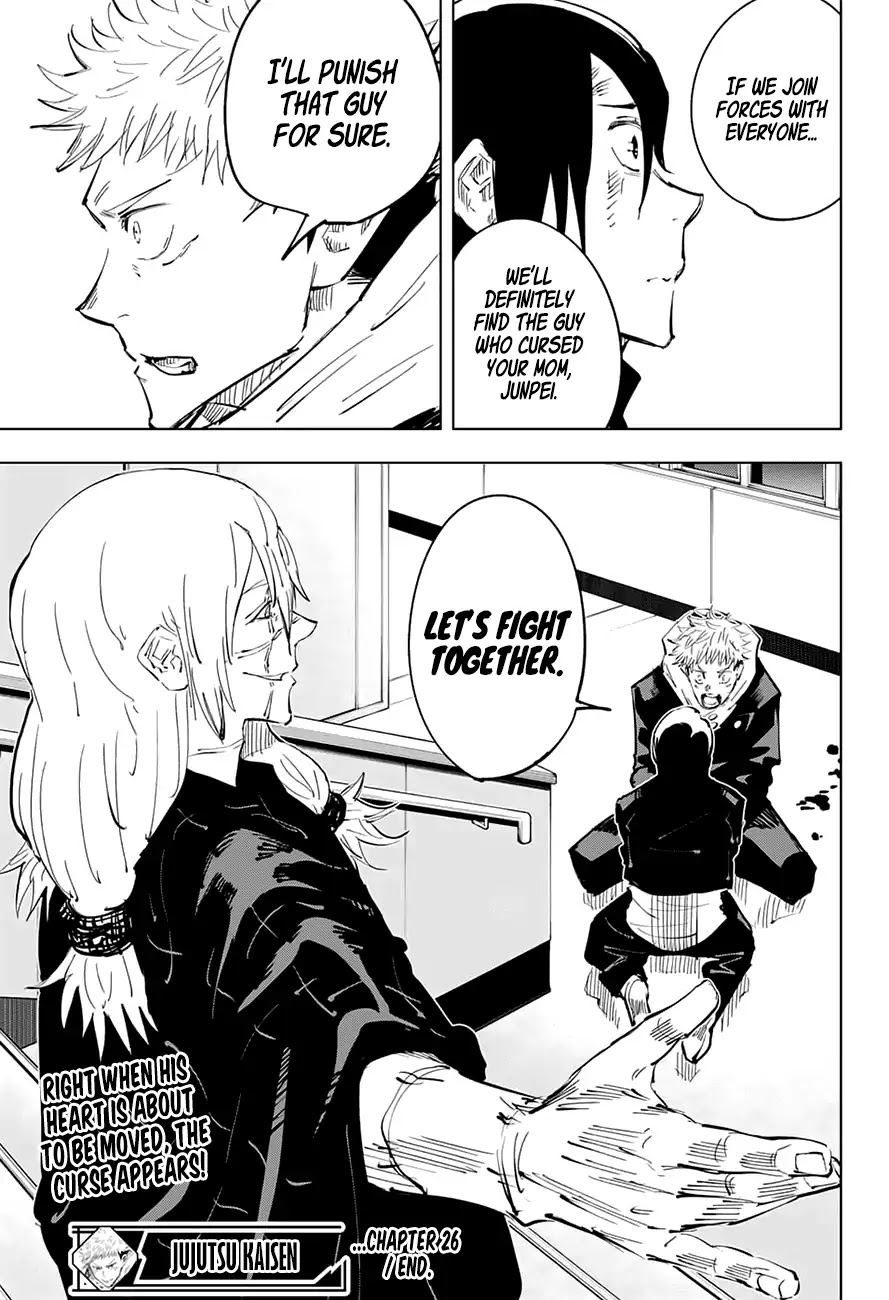 IF WE JOIN
FORCES WITH
EVERYONE...
WE'LL
DEFINITELY
FIND THE GUY
WHO CURSED
YOUR MOM,
JUNPEI.
I'LL PUNISH
THAT GUY
FOR SURE.
LET'S FIGHT
TOGETHER.
RIGHT WHEN HIS
HEART IS ABOUT
TO BE MOVED, THE
CURSE APPEARS!
JUJUTSU KAISEN
...CHAPTER 26
/ END.